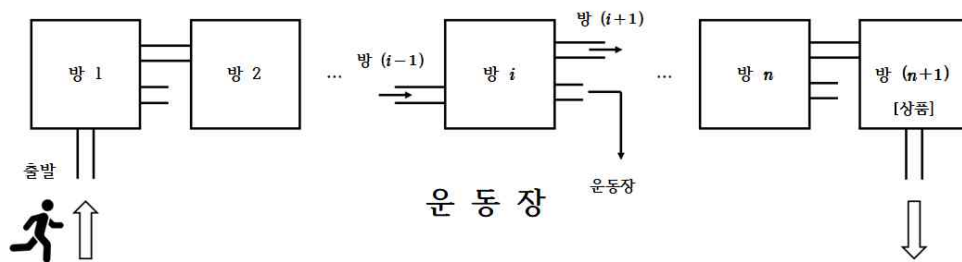 방 (i+1)
방 1
방 2
...
방 (i−1)
방 i
...
방 n
방 (n+1)
[상품]
출발
운동장
운 동 장